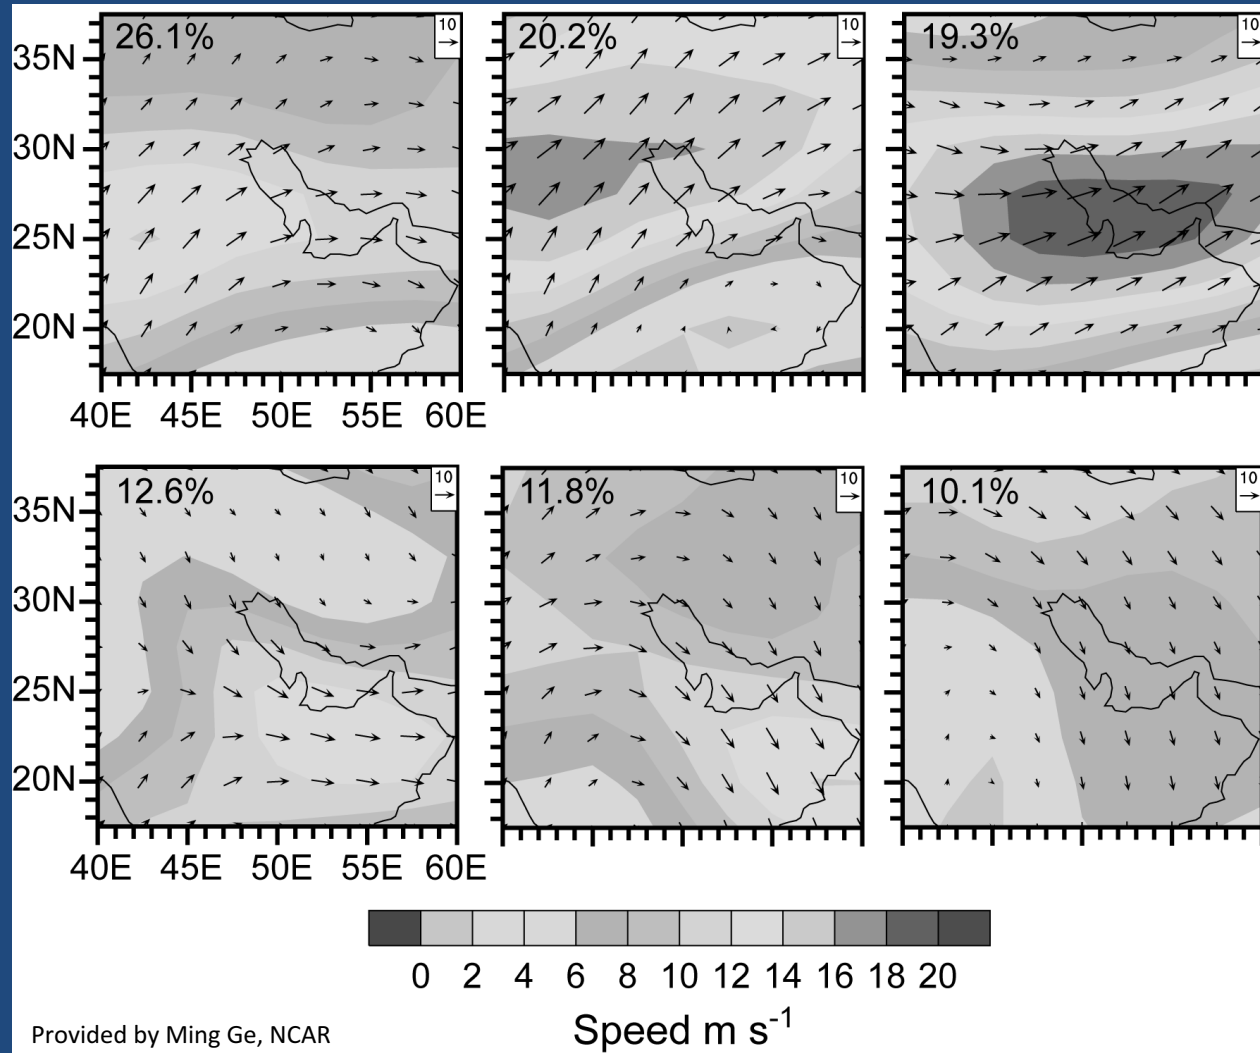 26.1%
10
20.2%
10
19.3%
10
35N
30N
25N
20N
40E 45E 50E 55E 60E
12.6%
10
11.8%
10
10.1%
10
35N
30N
25N
20N
40E 45E 50E 55E 60E
0 2 4 6 8 10 12 14 16 18 20
Speed m s⁻¹
Provided by Ming Ge, NCAR